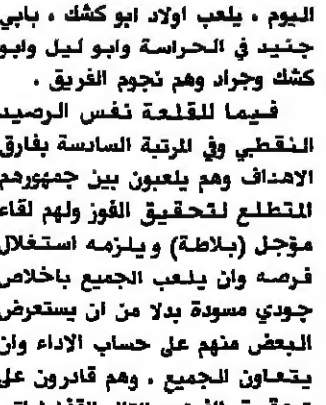 اليوم ، يلعب اولاد ابو كشك ، بابي
جنيد في الحراسة وابو ليل وابو
كشك وجراد وهم نجوم الفريق .
فيما للقلعة نفس الرصيد
النقطي وفي المرتبة السادسة بفارق
الاهداف وهم يلعبون بين جمهورهم
المتطلع لتحقيق الفوز ولهم لقاء
مؤجل (بلاطة) ويلزمه استغلال
فرصه وان يلعب الجميع باخلاص
جودي مسودة بدلا من ان يستعرض
البعض منهم على حساب الاداء وان
يتعاون للجميع . وهم قادرون على